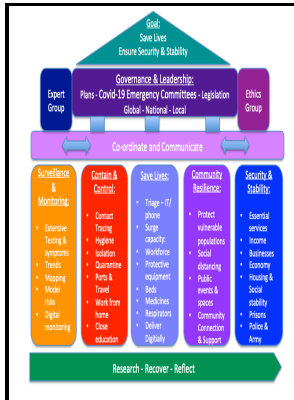 Goal:
Save Lives
Ensure Security & Stability
Expert
Group
Governance & Leadership:
Plans - Covid-19 Emergency Committees - Legislation
Global - National - Local
Ethics
Group
Co-ordinate and Communicate
Surveillance
&
Monitoring:
• Extensive
Testing &
symptoms
• Trends
• Mapping
• Model
risks
• Digital
monitoring
Contain &
Control:
• Contact
Tracing
• Hygiene
• Isolation
• Quarantine
• Ports &
Travel
• Work from
home
• Close
education
Save Lives:
• Triage - IT/
phone
• Surge
capacity:
• Workforce
• Protective
equipment
• Beds
• Medicines
• Respirators
• Deliver
Digitially
Community
Resilience:
• Protect
vulnerable
populations
• Social
distancing
• Public
events &
spaces
• Community
Connection
& Support
Security &
Stability:
• Essential
services
• Income
• Businesses
• Economy
• Housing &
Social
stability
• Prisons
• Police &
Army
Research - Recover - Reflect